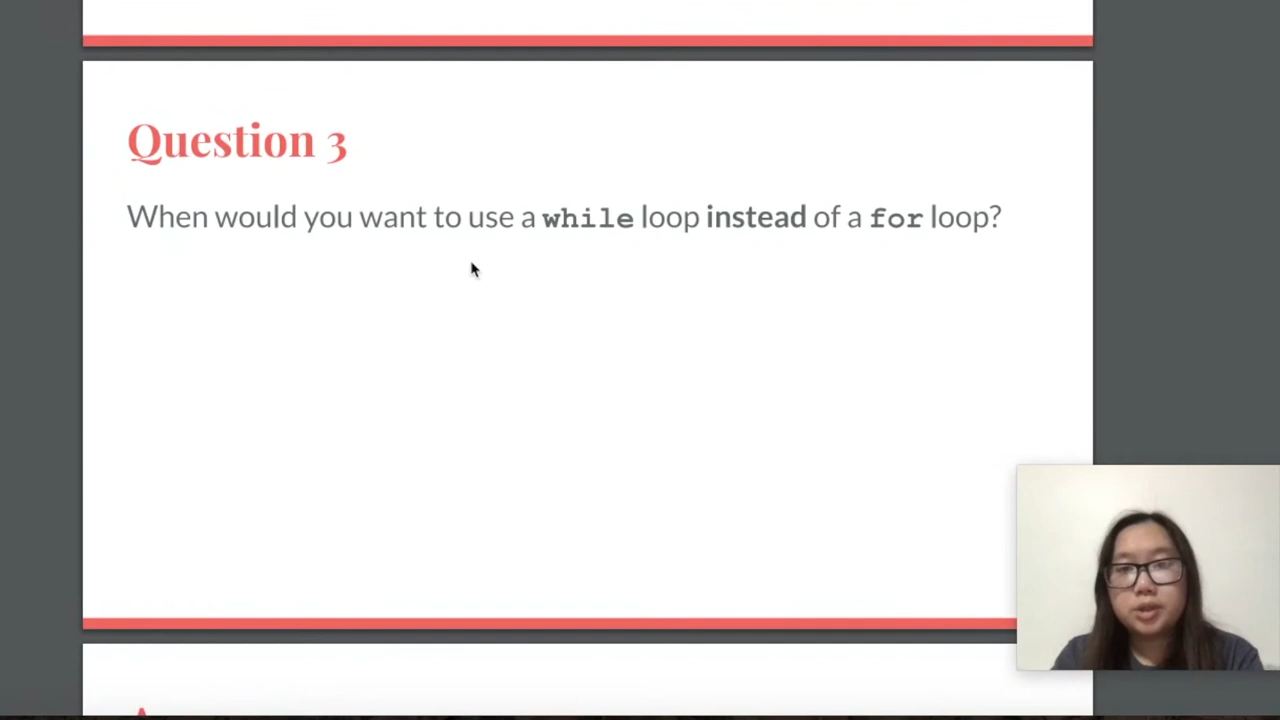 Question 3
When would you want to use a while loop instead of a for loop?